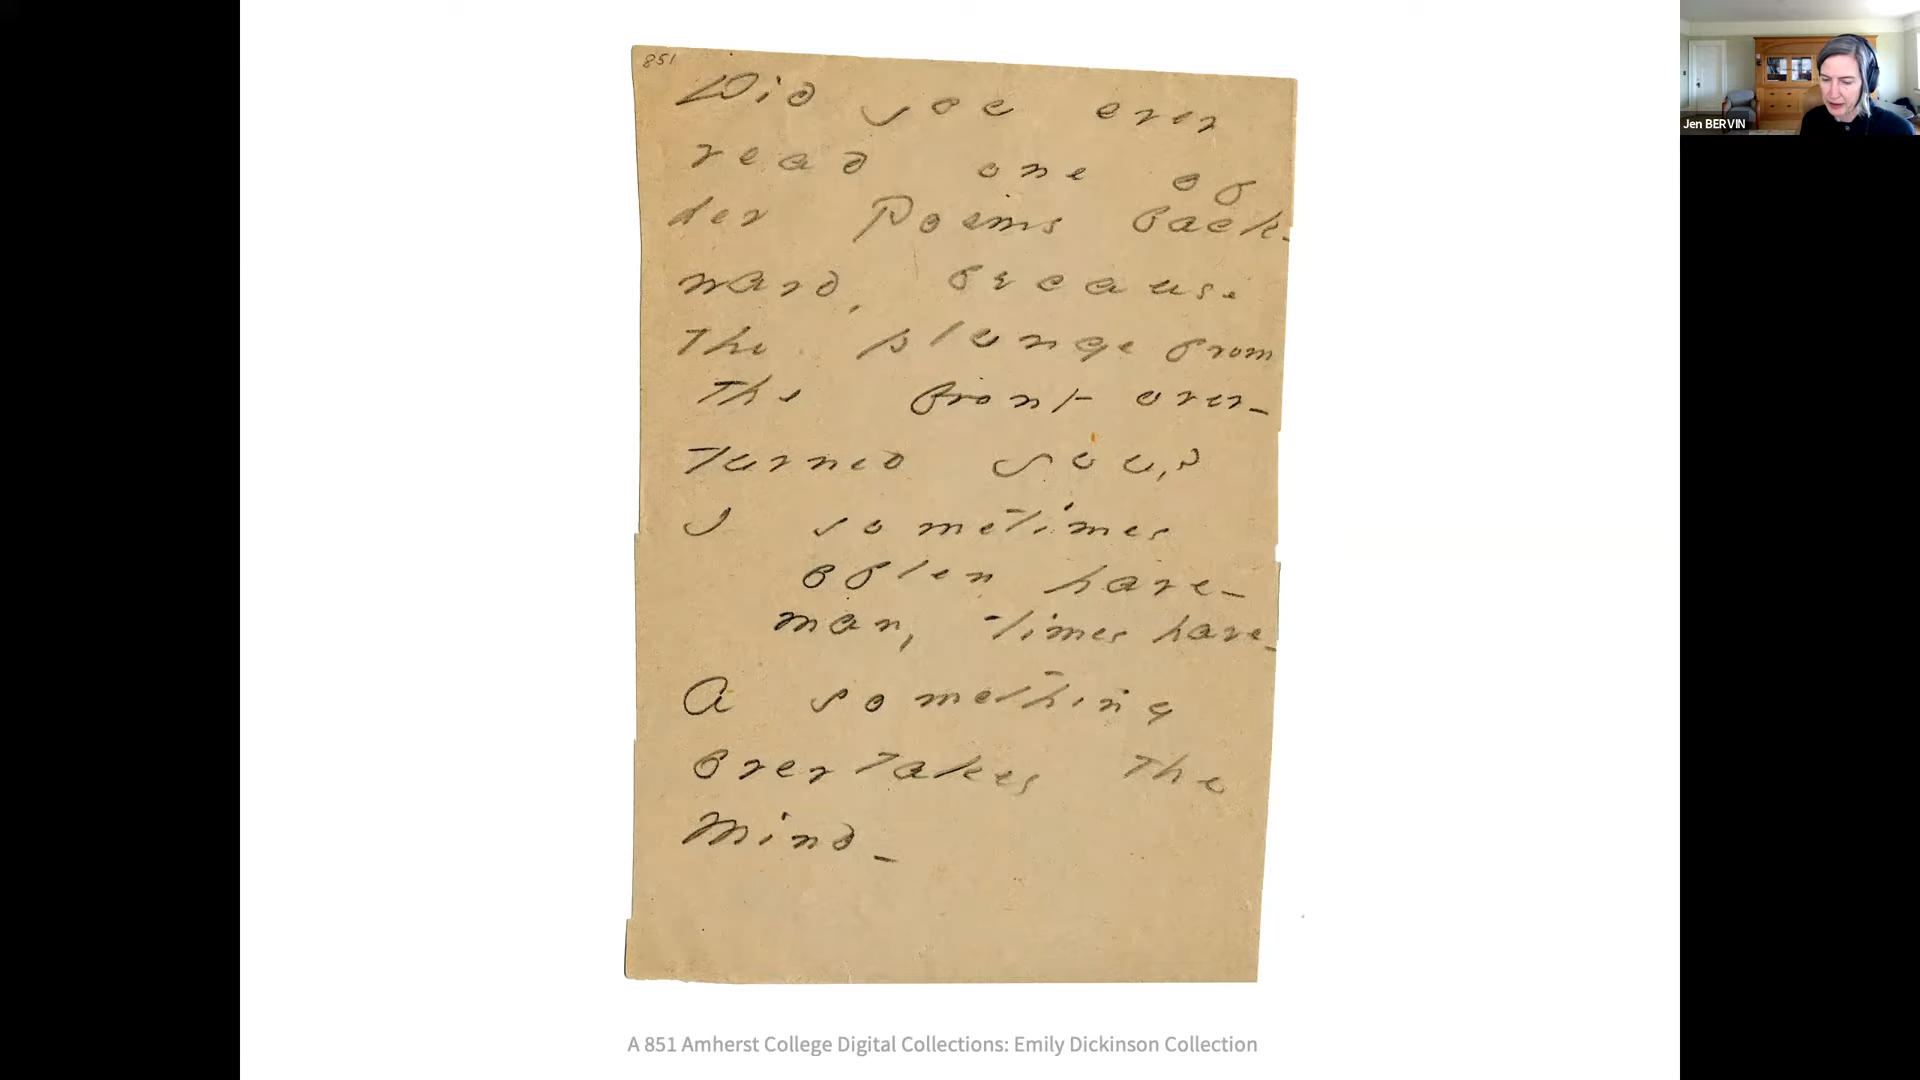 851
Did you ever
read one of
her Poems back-
ward, because
the plunge from
the front over-
turned you?
I sometimes
often have-
many times have-
A something
overtakes the
Mind-
A 851 Amherst College Digital Collections: Emily Dickinson Collection
Jen BERVIN